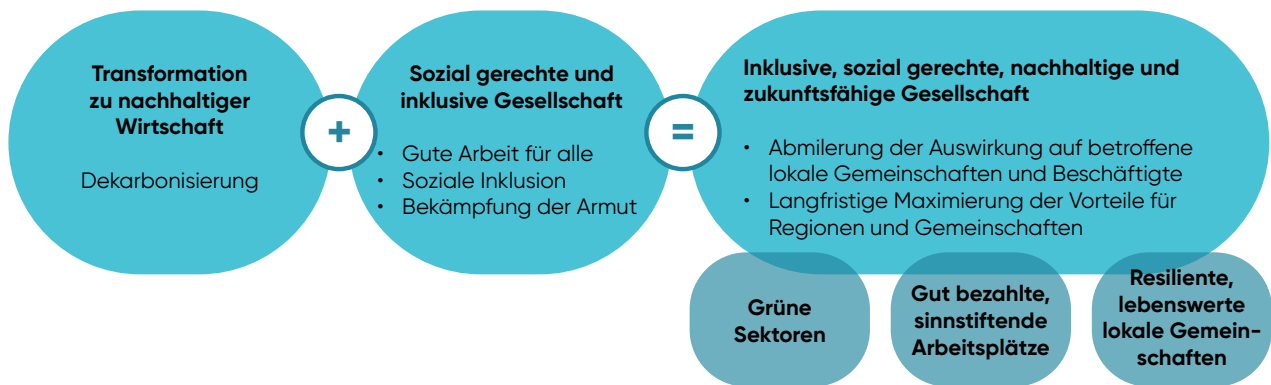 Transformation
zu nachhaltiger
Wirtschaft
Dekarbonisierung
+
Sozial gerechte und
inklusive Gesellschaft
• Gute Arbeit für alle
• Soziale Inklusion
• Bekämpfung der Armut
=
Inklusive, sozial gerechte, nachhaltige und
zukunftsfähige Gesellschaft
• Abmilerung der Auswirkung auf betroffene
lokale Gemeinschaften und Beschäftigte
• Langfristige Maximierung der Vorteile für
Regionen und Gemeinschaften
Grüne
Sektoren
Gut bezahlte,
sinnstiftende
Arbeitsplätze
Resiliente,
lebenswerte
lokale Gemein-
schaften